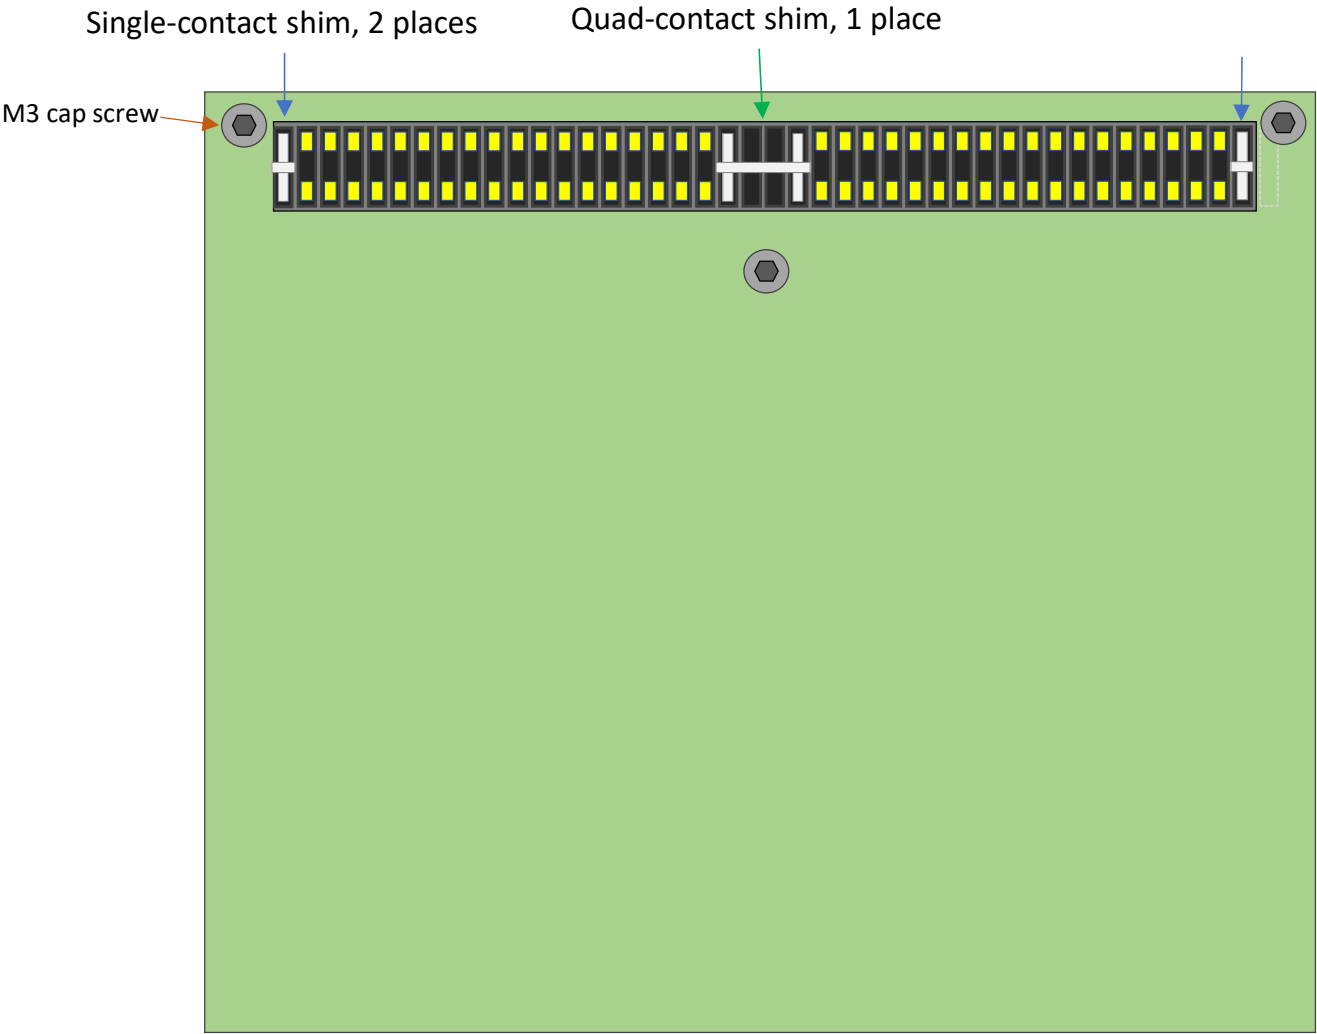 Single-contact shim, 2 places
Quad-contact shim, 1 place
M3 cap screw